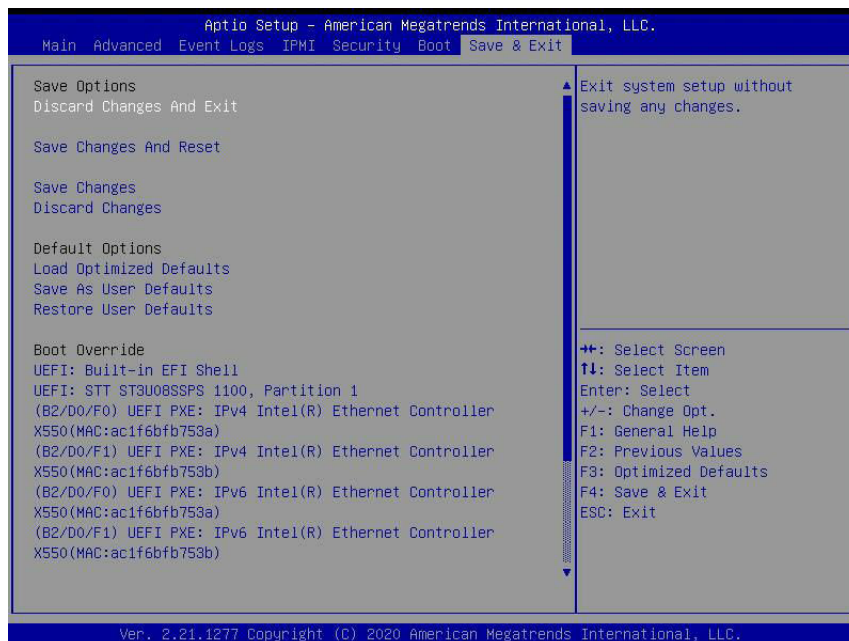 Aptio Setup – American Megatrends International, LLC.
Main Advanced Event Logs IPMI Security Boot Save & Exit
Save Options
Discard Changes And Exit
Save Changes And Reset
Save Changes
Discard Changes
Default Options
Load Optimized Defaults
Save As User Defaults
Restore User Defaults
Boot Override
UEFI: Built-in EFI Shell
UEFI: STT ST3U08SSPS 1100, Partition 1
(B2/D0/F0) UEFI PXE: IPv4 Intel(R) Ethernet Controller
X550(MAC:ac1f6bfb753a)
(B2/D0/F1) UEFI PXE: IPv4 Intel(R) Ethernet Controller
X550(MAC:ac1f6bfb753b)
(B2/D0/F0) UEFI PXE: IPv6 Intel(R) Ethernet Controller
X550(MAC:ac1f6bfb753a)
(B2/D0/F1) UEFI PXE: IPv6 Intel(R) Ethernet Controller
X550(MAC:ac1f6bfb753b)
Exit system setup without
saving any changes.
→←: Select Screen
↑↓: Select Item
Enter: Select
+/-: Change Opt.
F1: General Help
F2: Previous Values
F3: Optimized Defaults
F4: Save & Exit
ESC: Exit
Ver. 2.21.1277 Copyright (C) 2020 American Megatrends International, LLC.